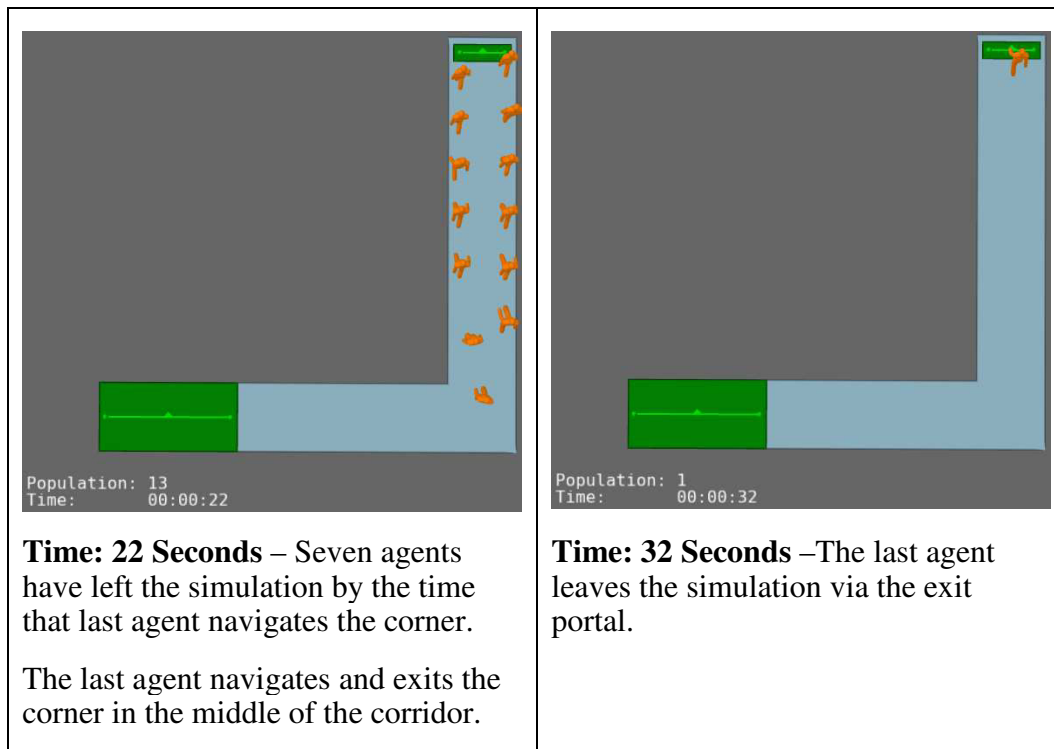 Population: 13
Time: 00:00:22
Time: 22 Seconds – Seven agents
have left the simulation by the time
that last agent navigates the corner.
The last agent navigates and exits the
corner in the middle of the corridor.
Population: 1
Time: 00:00:32
Time: 32 Seconds –The last agent
leaves the simulation via the exit
portal.